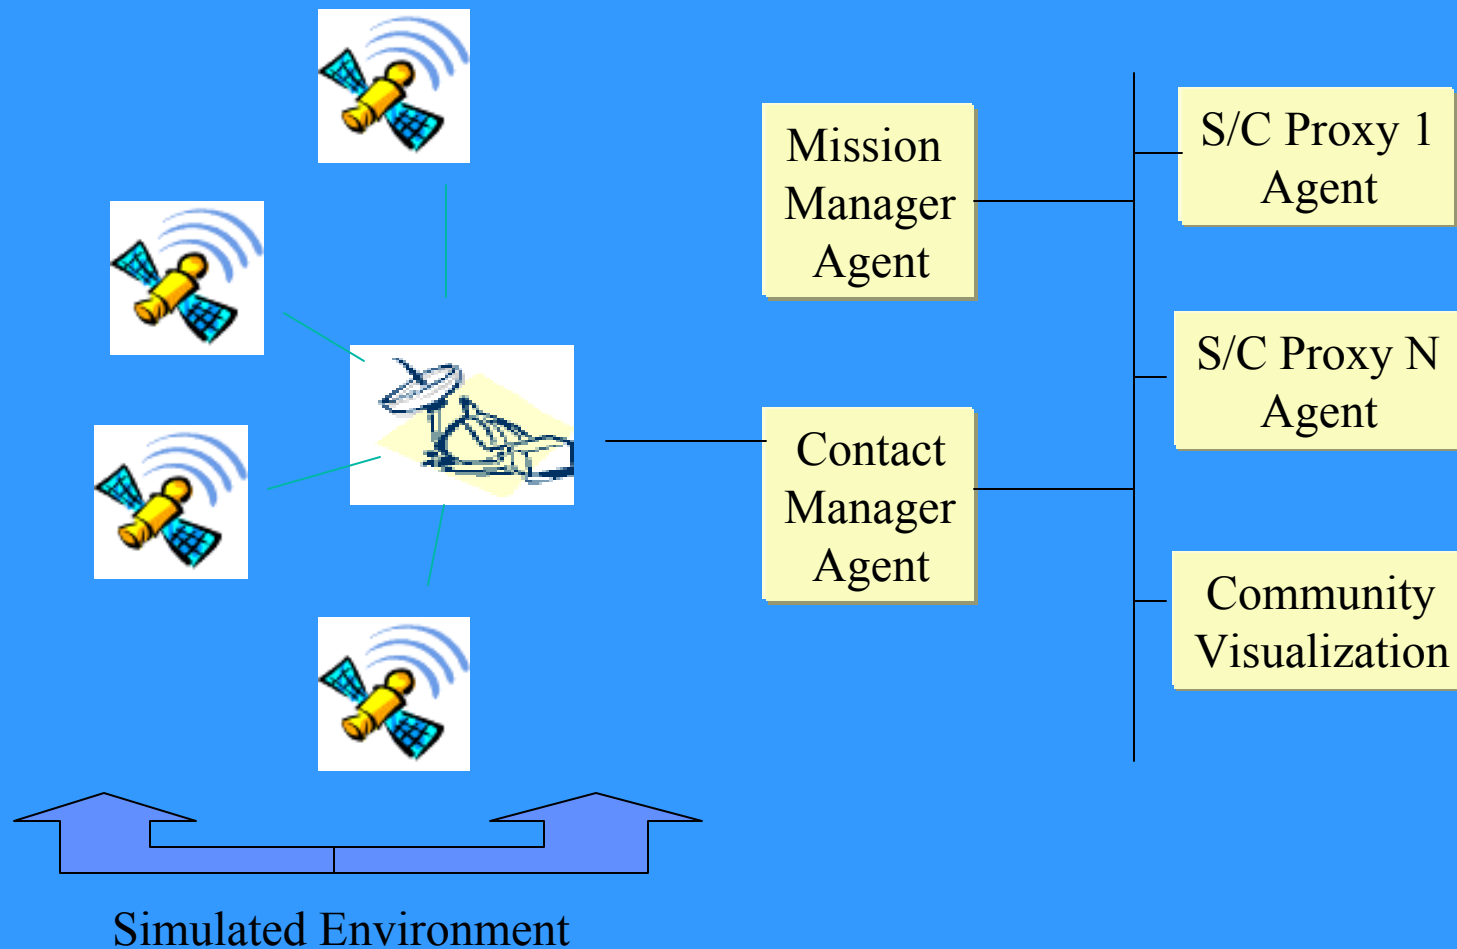 Mission
Manager
Agent
S/C Proxy 1
Agent
S/C Proxy N
Agent
Contact
Manager
Agent
Community
Visualization
Simulated Environment